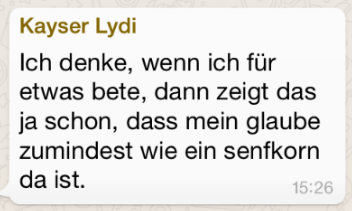 Kayser Lydi
Ich denke, wenn ich für
etwas bete, dann zeigt das
ja schon, dass mein glaube
zumindest wie ein senfkorn
da ist.
15:26